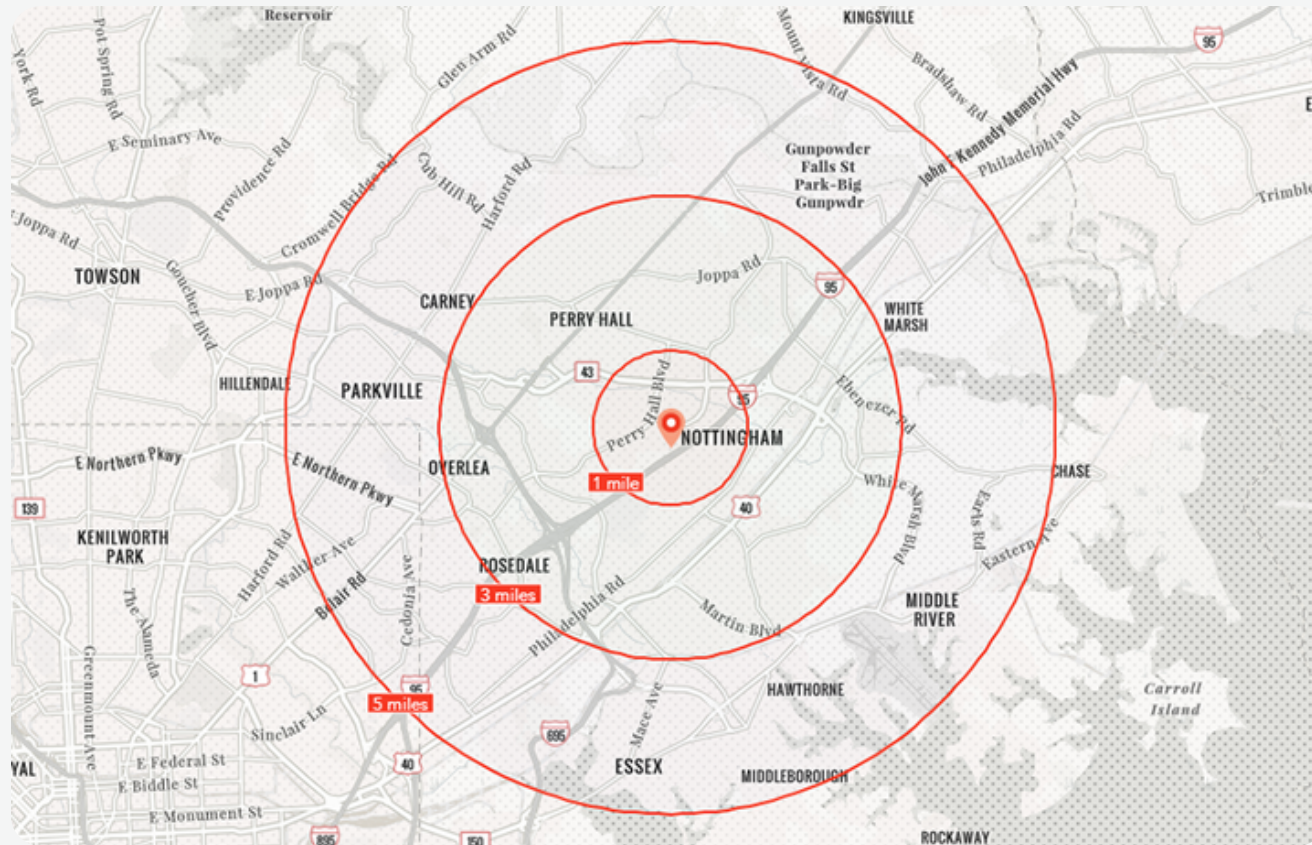 Reservoir
KINGSVILLE
95
York Rd
Pot Spring Rd
Glen Arm Rd
Mount Vista Rd
Bradshaw Rd
John F Kennedy Memorial Hwy
Philadelphia Rd
E Seminary Ave
Providence Rd
Cromwell Bridge Rd
Cub Hill Rd
Harford Rd
Gunpowder
Falls St
Park-Big
Gunpwdr
Joppa Rd
TOWSON
Goucher Blvd
E Joppa Rd
CARNEY
PERRY HALL
Joppa Rd
95
WHITE
MARSH
HILLENDALE
PARKVILLE
43
Perry Hall Blvd
95
Ebenezer Rd
NOTTINGHAM
E Northern Pkwy
E Northern Pkwy
OVERLEA
1 mile
White Marsh Blvd
CHASE
139
40
Earls Rd
Eastern Ave
KENILWORTH
PARK
Harford Rd
Walther Ave
Belair Rd
Cedonia Ave
ROSEDALE
3 miles
Philadelphia Rd
Martin Blvd
MIDDLE
RIVER
The Alameda
Greenmount Ave
1
95
5 miles
HAWTHORNE
Carroll
Island
Sinclair Ln
Mace Ave
695
E Federal St
40
ESSEX
MIDDLEBOROUGH
YAL
E Biddle St
E Monument St
895
150
ROCKAWAY